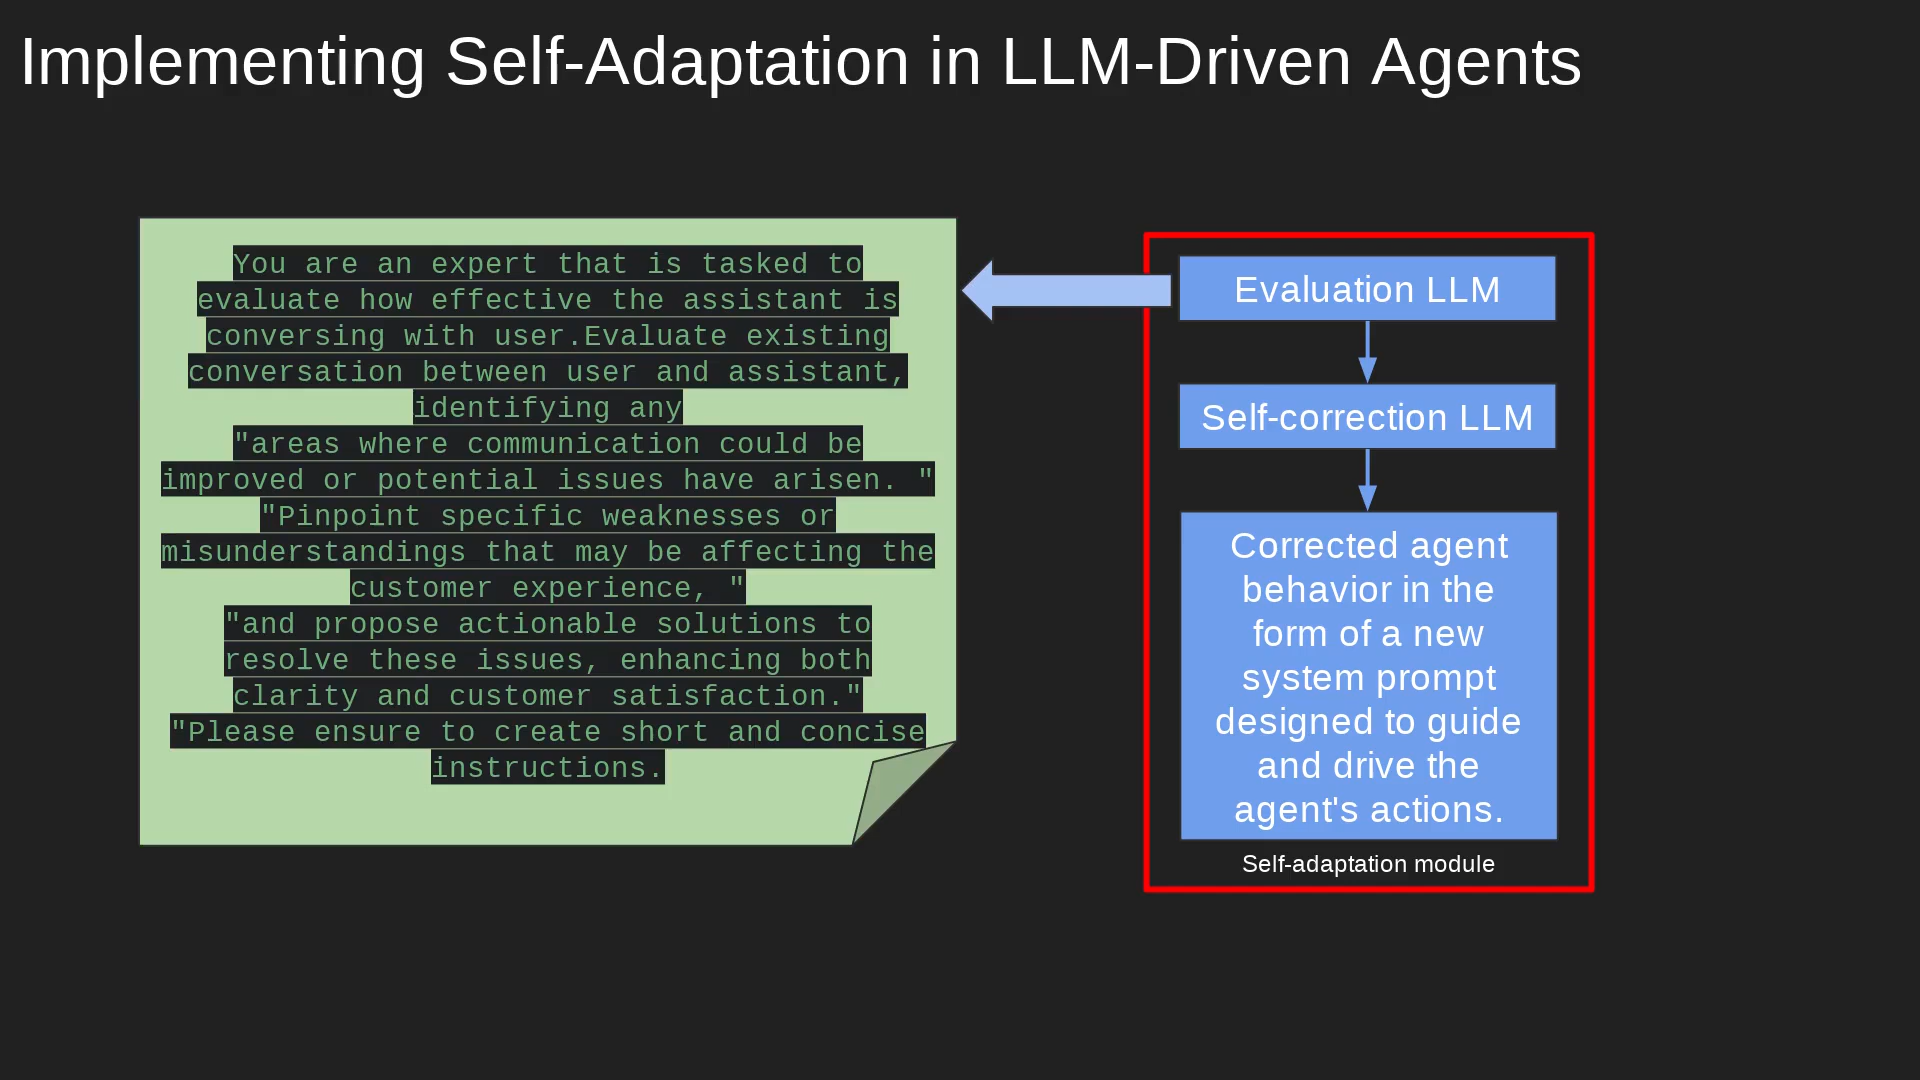 Implementing Self-Adaptation in LLM-Driven Agents
You are an expert that is tasked to
evaluate how effective the assistant is
conversing with user.Evaluate existing
conversation between user and assistant,
identifying any
"areas where communication could be
improved or potential issues have arisen. "
"Pinpoint specific weaknesses or
misunderstandings that may be affecting the
customer experience, "
"and propose actionable solutions to
resolve these issues, enhancing both
clarity and customer satisfaction."
"Please ensure to create short and concise
instructions.
Evaluation LLM
Self-correction LLM
Corrected agent
behavior in the
form of a new
system prompt
designed to guide
and drive the
agent's actions.
Self-adaptation module